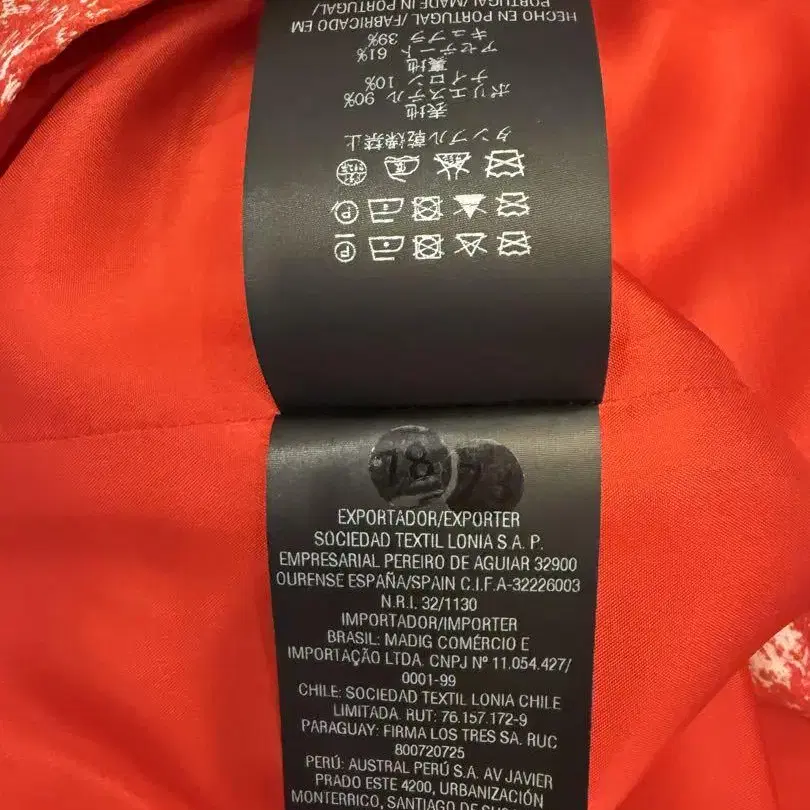 タンブル乾燥禁止
表地
ポリエステル 90%
ナイロン 10%
裏地
アセテート 61%
キュプラ 39%
HECHO EN PORTUGAL/FABRICADO EM
PORTUGAL/MADE IN PORTUGAL/
EXPORTADOR/EXPORTER
SOCIEDAD TEXTIL LONIA S.A. P.
EMPRESARIAL PEREIRO DE AGUIAR 32900
OURENSE ESPAÑA/SPAIN C.I.F.A-32226003
N.R.I. 32/1130
IMPORTADOR/IMPORTER
BRASIL: MADIG COMÉRCIO E
IMPORTAÇÃO LTDA. CNPJ Nº 11.054.427/
0001-99
CHILE: SOCIEDAD TEXTIL LONIA CHILE
LIMITADA. RUT: 76.157.172-9
PARAGUAY: FIRMA LOS TRES SA. RUC
800720725
PERÚ: AUSTRAL PERÚ S.A. AV JAVIER
PRADO ESTE 4200, URBANIZACIÓN
MONTERRICO, SANTIAGO DE